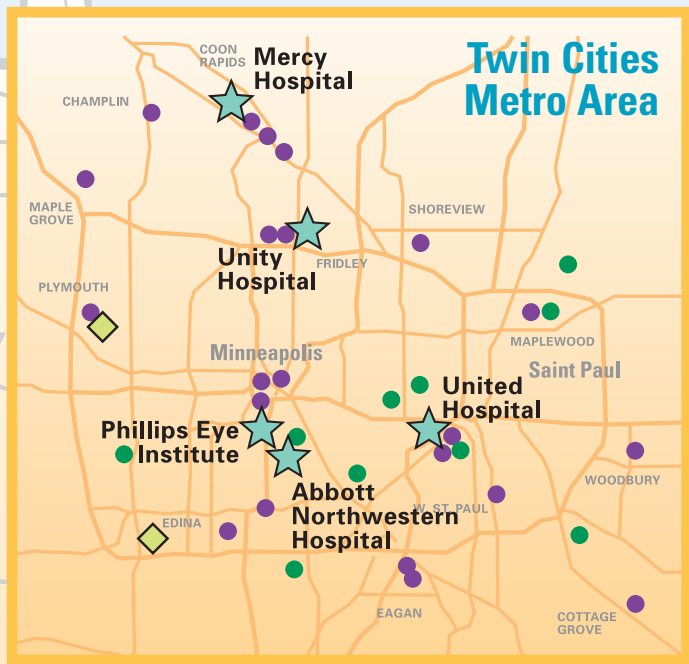 Twin Cities
Metro Area
COON
RAPIDS
Mercy
Hospital
CHAMPLIN
MAPLE
GROVE
SHOREVIEW
Unity
Hospital
FRIDLEY
PLYMOUTH
MAPLEWOOD
Minneapolis
Saint Paul
United
Hospital
Phillips Eye
Institute
WOODBURY
Abbott
Northwestern
Hospital
W. ST. PAUL
EDINA
EAGAN
COTTAGE
GROVE